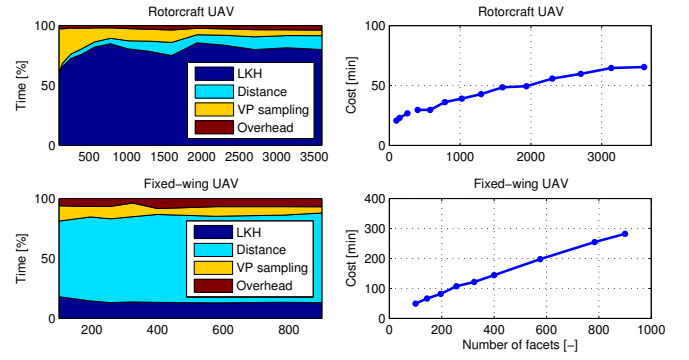 Rotorcraft UAV
Time [%]
100
50
0
500 1000 1500 2000 2500 3000 3500
LKH
Distance
VP sampling
Overhead
Rotorcraft UAV
Cost [min]
100
50
0
0 1000 2000 3000
Fixed−wing UAV
Time [%]
100
50
0
200 400 600 800
LKH
Distance
VP sampling
Overhead
Fixed−wing UAV
Cost [min]
400
300
200
100
0
0 200 400 600 800 1000
Number of facets [−]